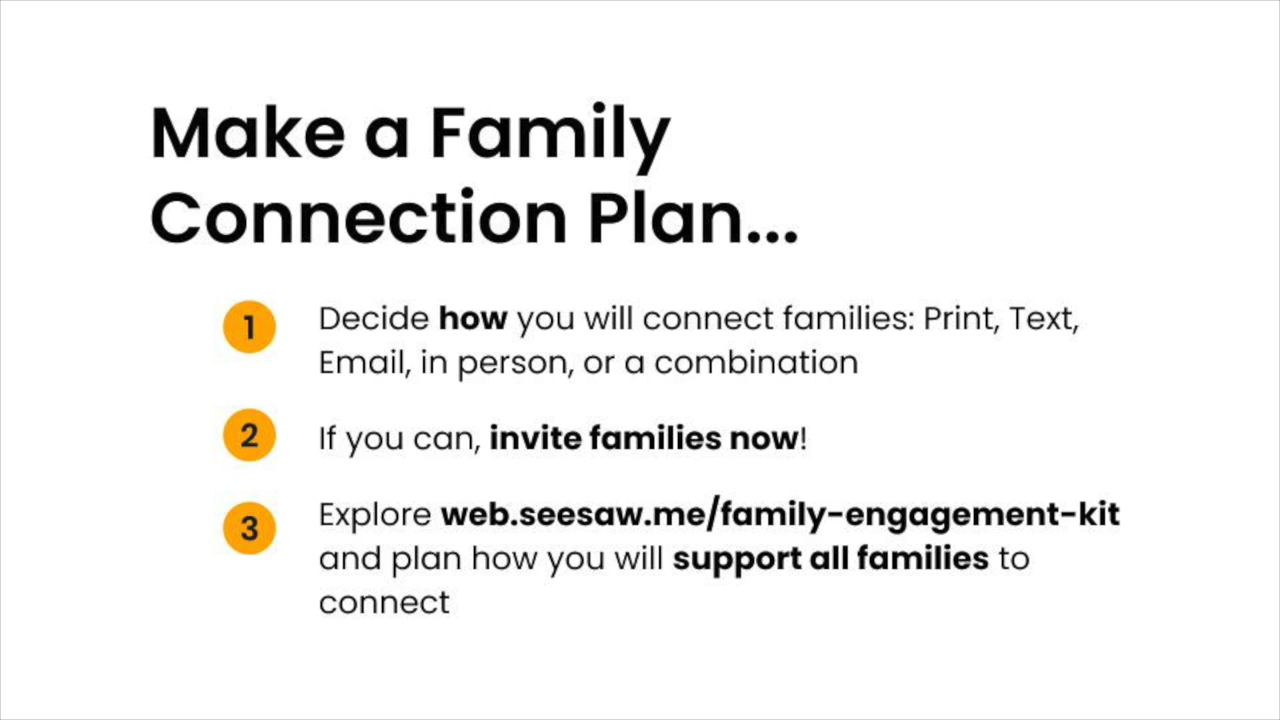 Make a Family
Connection Plan...
1
Decide how you will connect families: Print, Text,
Email, in person, or a combination
2
If you can, invite families now!
3
Explore web.seesaw.me/family-engagement-kit
and plan how you will support all families to
connect